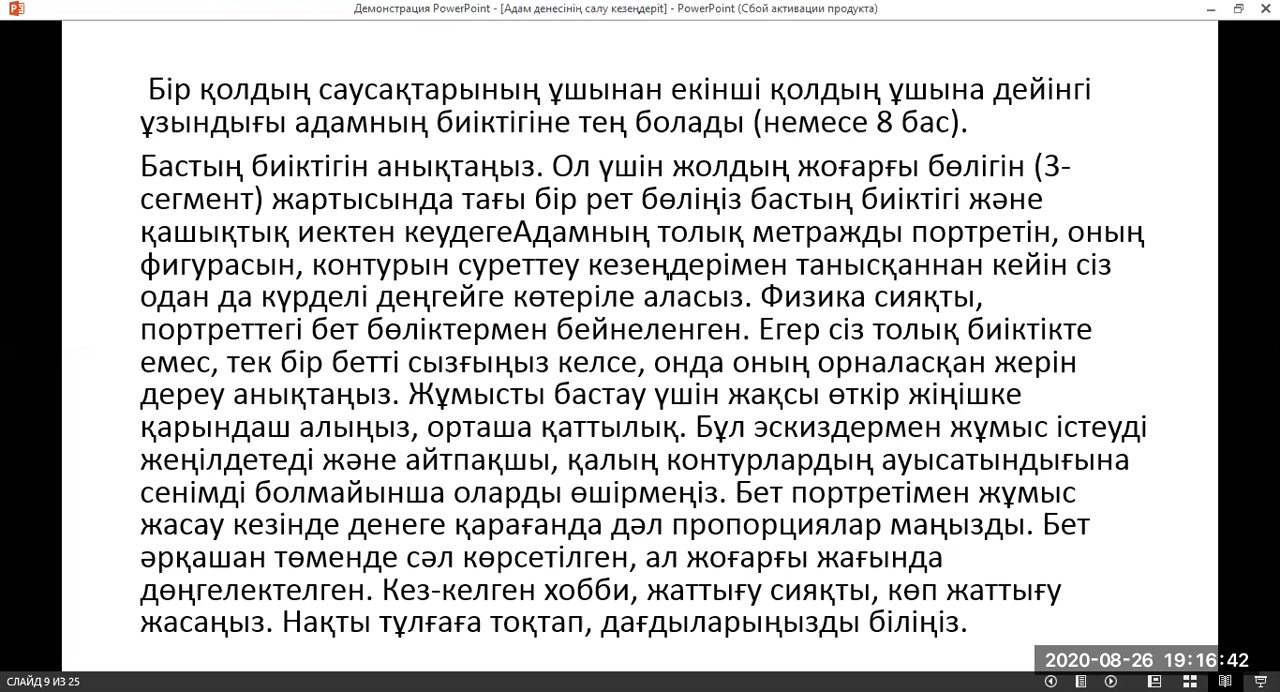 Демонстрация PowerPoint - [Адам денесінің салу кезеңдеріt] - PowerPoint (Сбой активации продукта)
Бір қолдың саусақтарының ұшынан екінші қолдың ұшына дейінгі
ұзындығы адамның биіктігіне тең болады (немесе 8 бас).
Бастың биіктігін анықтаңыз. Ол үшін жолдың жоғарғы бөлігін (3-
сегмент) жартысында тағы бір рет бөліңіз бастың биіктігі және
қашықтық иектен кеудегеАдамның толық метражды портретін, оның
фигурасын, контурын суреттеу кезеңдерімен танысқаннан кейін сіз
одан да күрделі деңгейге көтеріле аласыз. Физика сияқты,
портреттегі бет бөліктермен бейнеленген. Егер сіз толық биіктікте
емес, тек бір бетті сызғыңыз келсе, онда оның орналасқан жерін
дереу анықтаңыз. Жұмысты бастау үшін жақсы өткір жіңішке
қарындаш алыңыз, орташа қаттылық. Бұл эскиздермен жұмыс істеуді
жеңілдетеді және айтпақшы, қалың контурлардың ауысатындығына
сенімді болмайынша оларды өшірмеңіз. Бет портретімен жұмыс
жасау кезінде денеге қарағанда дәл пропорциялар маңызды. Бет
әрқашан төменде сәл көрсетілген, ал жоғарғы жағында
дөңгелектелген. Кез-келген хобби, жаттығу сияқты, көп жаттығу
жасаңыз. Нақты тұлғаға тоқтап, дағдыларыңызды біліңіз.
2020-08-26 19:16:42
СЛАЙД 9 ИЗ 25